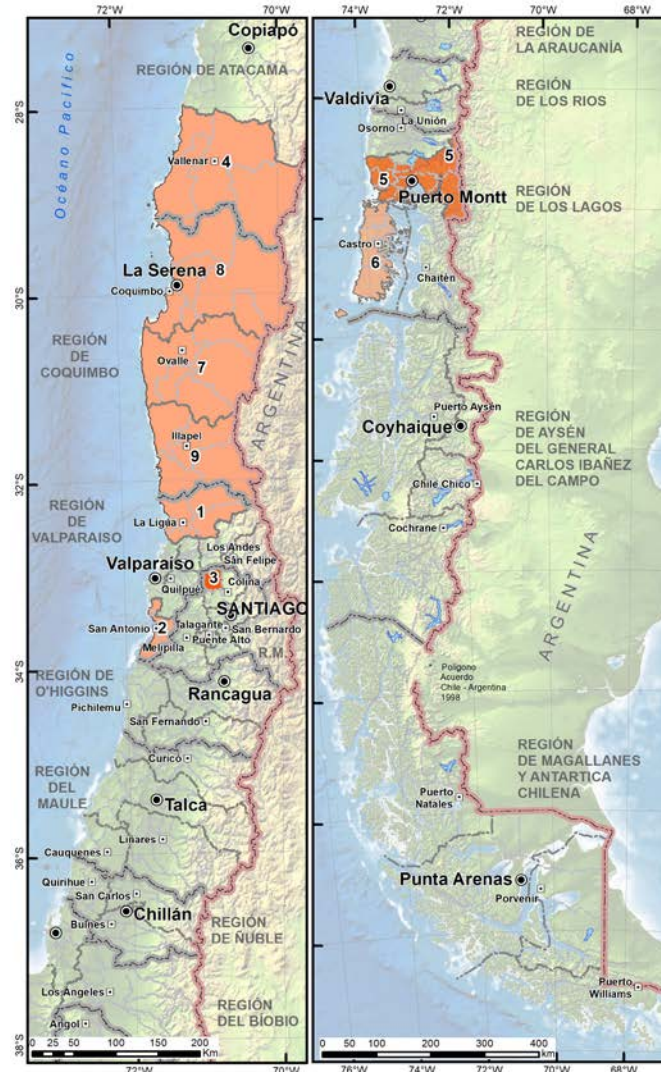 72°W
70°W
Copiapó
REGIÓN DE ATACAMA
Océano Pacífico
28°S
Vallenar
4
8
La Serena
Coquimbo
30°S
REGIÓN
DE
COQUIMBO
Ovalle
7
ARGENTINA
Illapel
9
32°S
1
REGIÓN
DE
VALPARAISO
La Ligua
Los Andes
San Felipe
Valparaíso
3
Quilpué
Colina
SANTIAGO
2
San Antonio
Talagante
San Bernardo
Puente Alto
Melipilla
R.M.
34°S
REGIÓN DE
O'HIGGINS
Rancagua
Pichilemu
San Fernando
Curicó
REGIÓN
DEL
MAULE
Talca
Linares
36°S
Cauquenes
Quirihue
San Carlos
Chillán
Bulnes
REGIÓN
DE ÑUBLE
Los Angeles
REGIÓN
DEL BÍOBIO
Angol
38°S
0 25 50 100 150 200
Km
72°W
70°W
74°W
72°W
70°W
68°W
REGIÓN
DE
LA ARAUCANÍA
Valdivia
REGIÓN
DE LOS RIOS
La Unión
Osorno
5
5
Puerto Montt
REGIÓN
DE LOS LAGOS
Castro
6
Chaitén
Puerto Aysén
Coyhaique
REGIÓN
DE AYSÉN
DEL GENERAL
CARLOS IBAÑEZ
DEL CAMPO
Chile Chico
Cochrane
ARGENTINA
Polígono
Acuerdo
Chile - Argentina
1998
REGIÓN
DE MAGALLANES
Y ANTARTICA
CHILENA
Puerto
Natales
Punta Arenas
Porvenir
Puerto
Williams
0 50 100 200 300 400
km
76°W
74°W
72°W
70°W
68°W
66°W